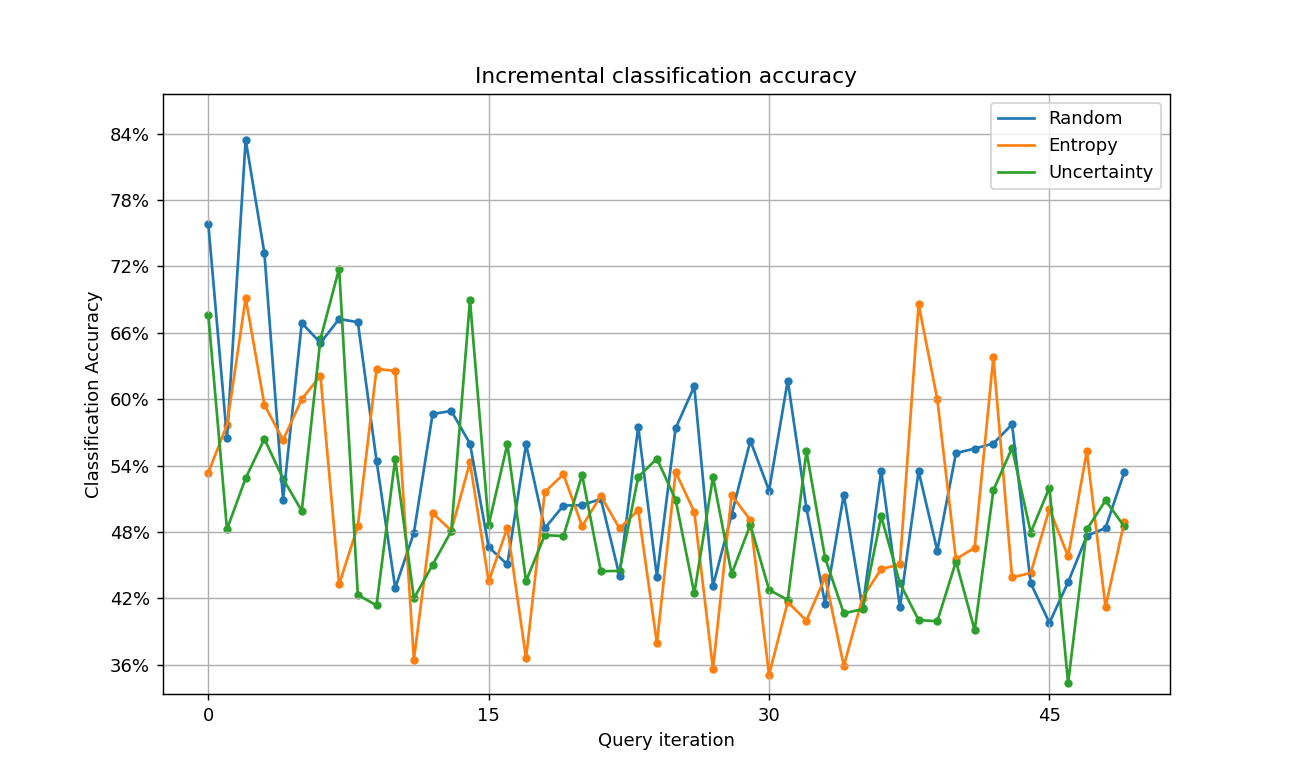 Incremental classification accuracy
Random
Entropy
Uncertainty
84%
78%
72%
66%
60%
54%
48%
42%
36%
Classification Accuracy
0 15 30 45
Query iteration